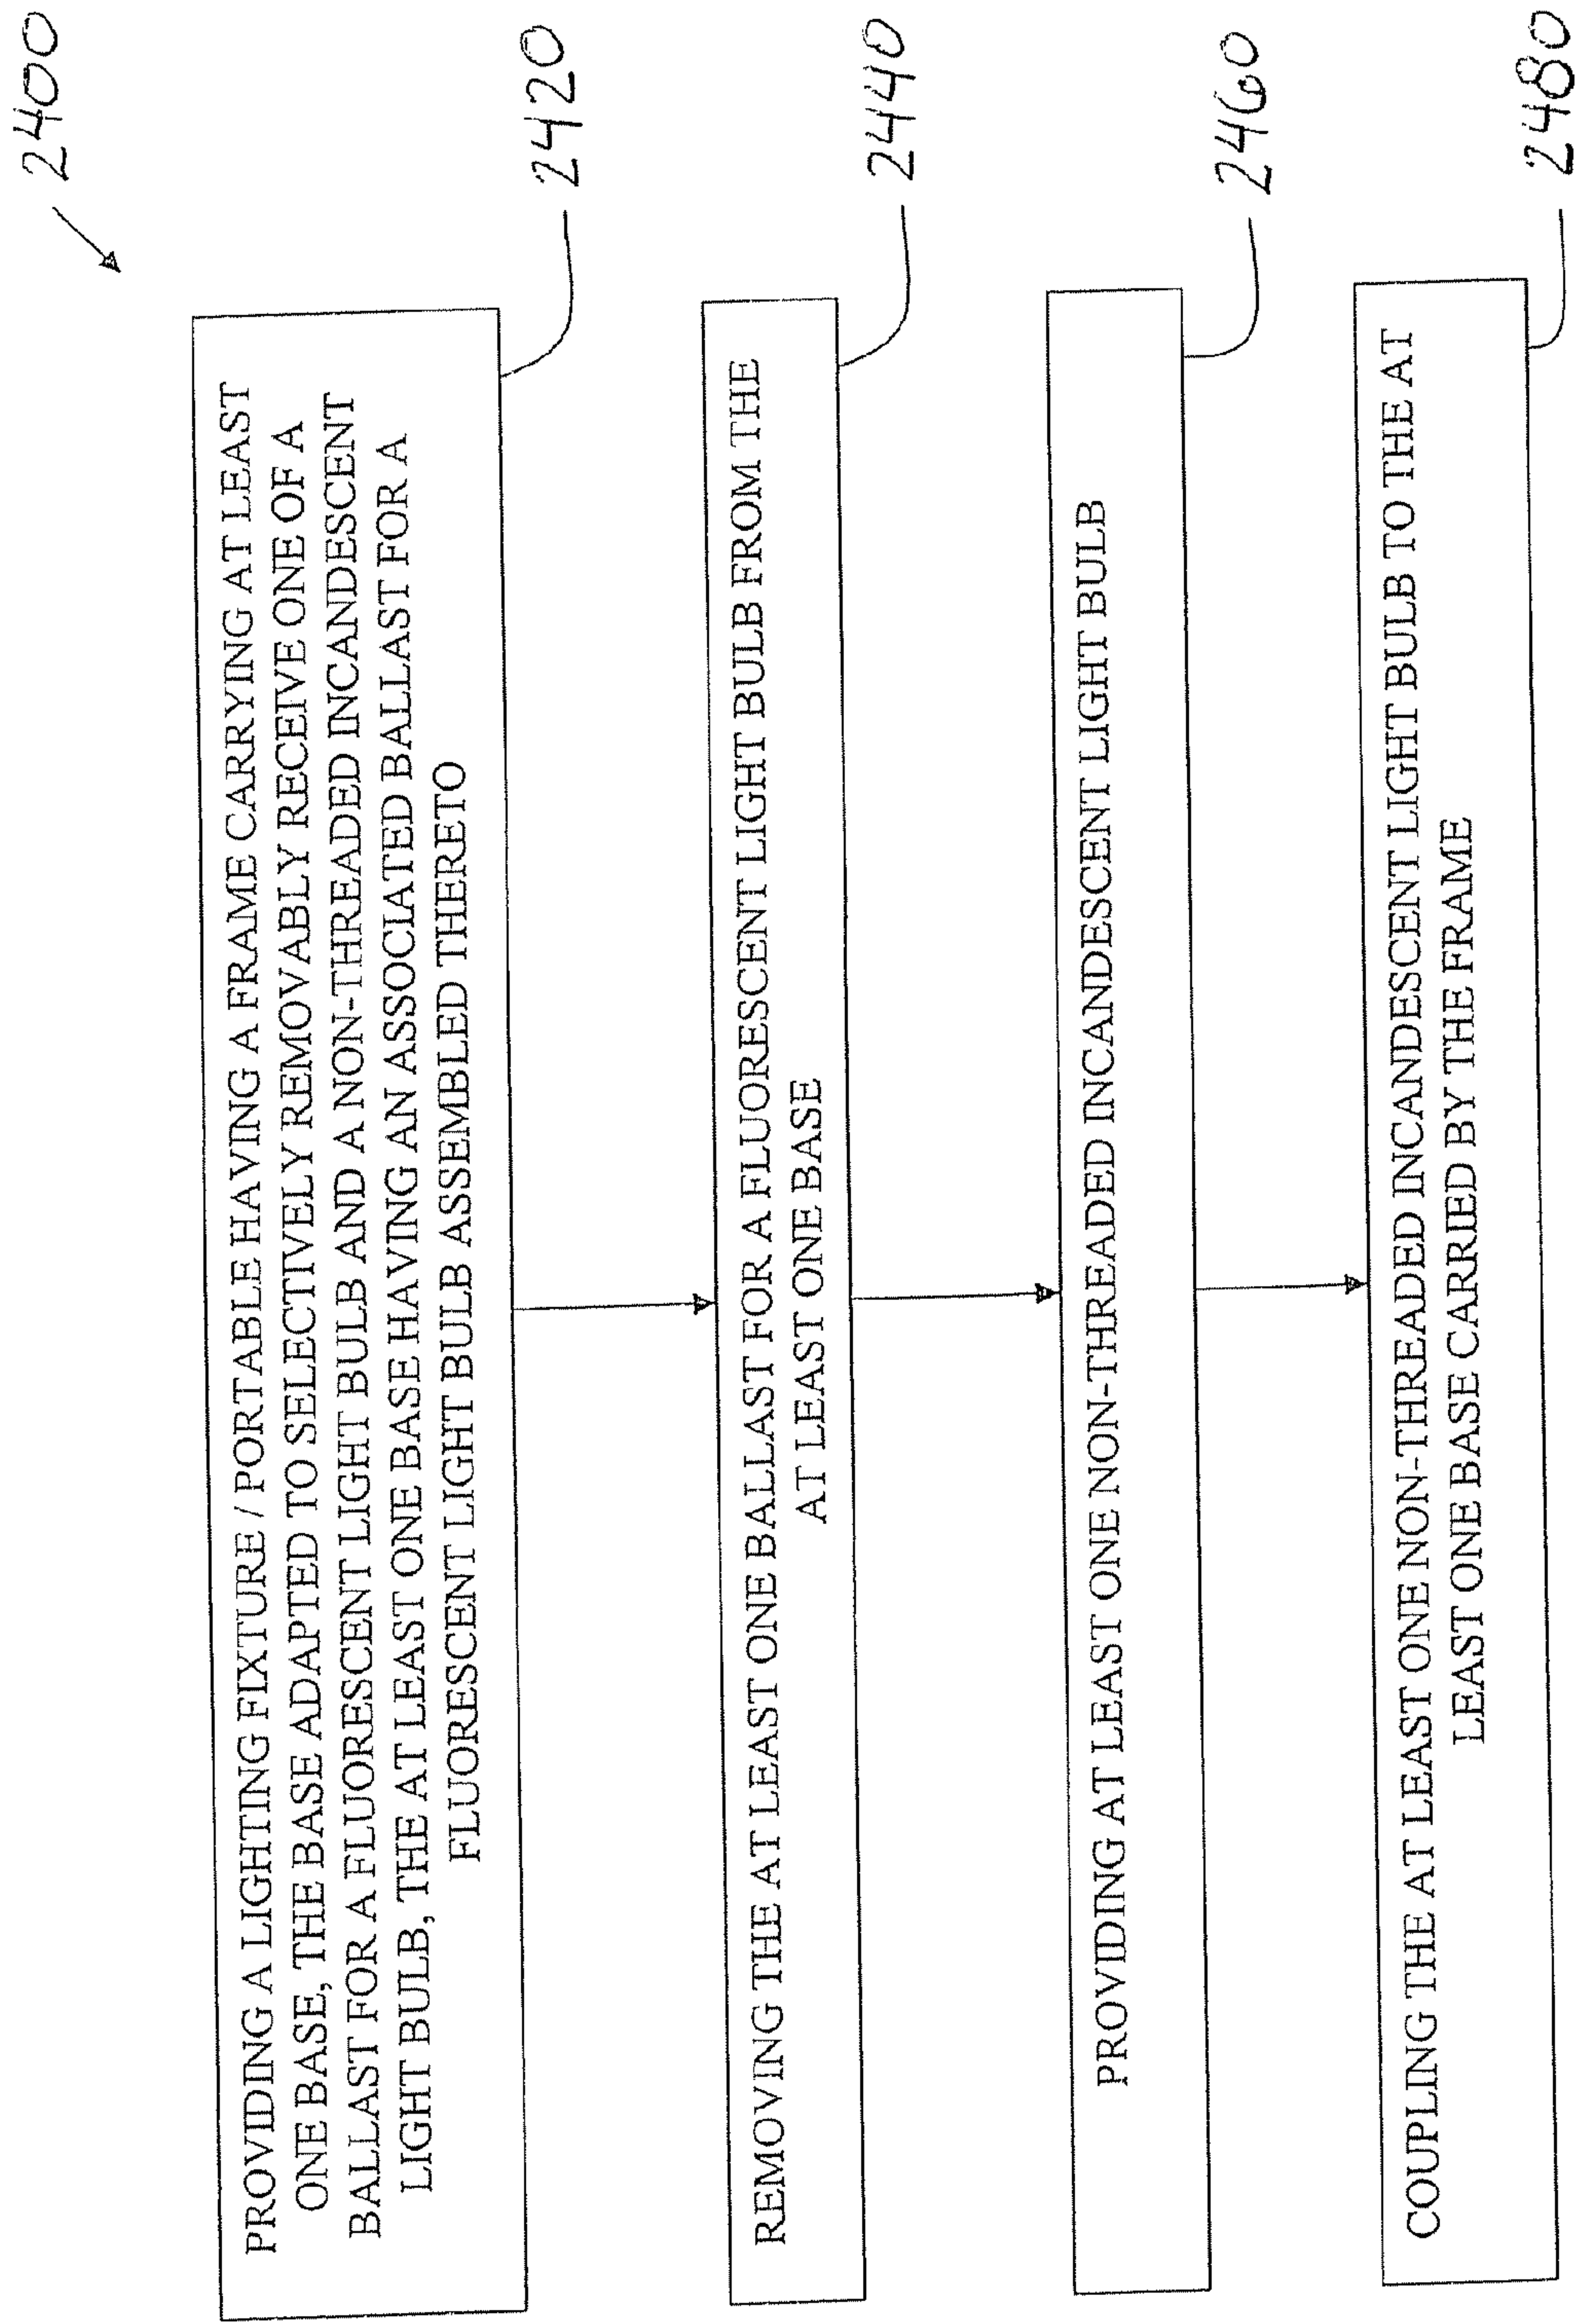 2400
PROVIDING A LIGHTING FIXTURE / PORTABLE HAVING A FRAME CARRYING AT LEAST
ONE BASE, THE BASE ADAPTED TO SELECTIVELY REMOVABLY RECEIVE ONE OF A
BALLAST FOR A FLUORESCENT LIGHT BULB AND A NON-THREADED INCANDESCENT
LIGHT BULB, THE AT LEAST ONE BASE HAVING AN ASSOCIATED BALLAST FOR A
FLUORESCENT LIGHT BULB ASSEMBLED THERETO
2420
REMOVING THE AT LEAST ONE BALLAST FOR A FLUORESCENT LIGHT BULB FROM THE
AT LEAST ONE BASE
2440
PROVIDING AT LEAST ONE NON-THREADED INCANDESCENT LIGHT BULB
2460
COUPLING THE AT LEAST ONE NON-THREADED INCANDESCENT LIGHT BULB TO THE AT
LEAST ONE BASE CARRIED BY THE FRAME
2480